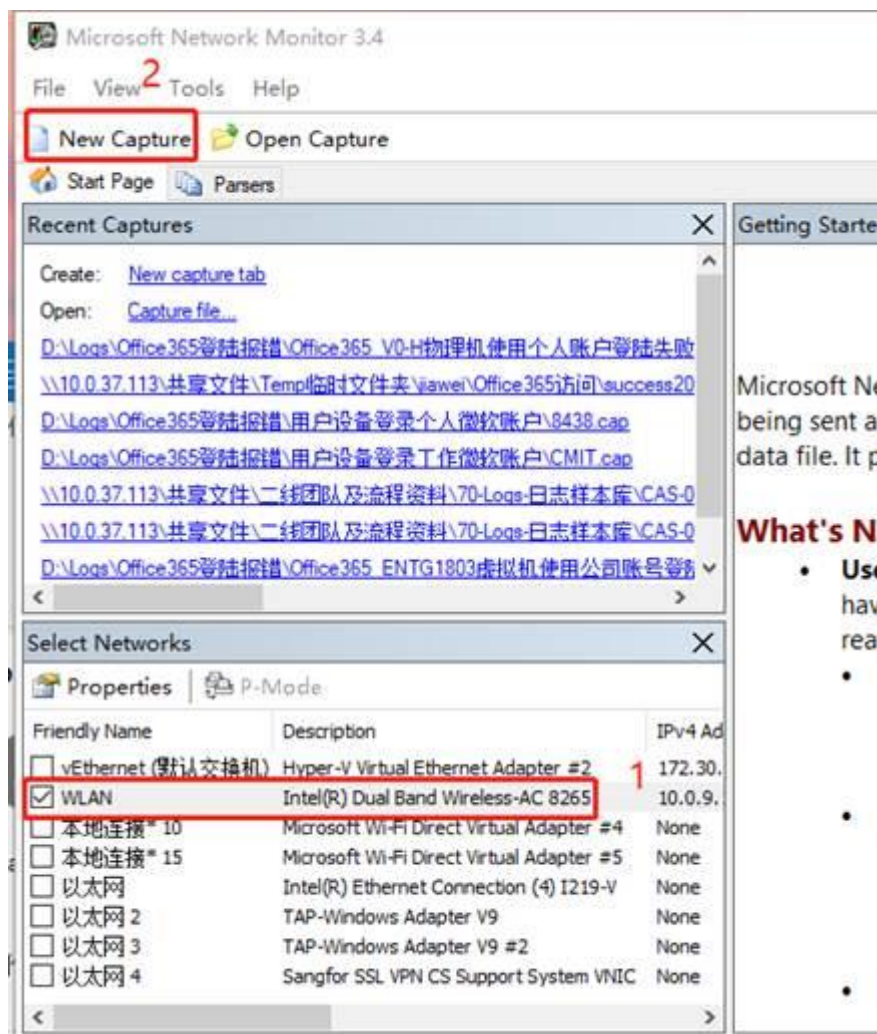 Microsoft Network Monitor 3.4
File View 2 Tools Help
New Capture Open Capture
Start Page Parsers
Recent Captures
Create: New capture tab
Open: Capture file...
D:\Logs\Office365登陆报错\Office365_V0-H物理机使用个人账户登陆失败
\\10.0.37.113\共享文件\Temp临时文件夹\jiawei\Office365访问\success20
D:\Logs\Office365登陆报错\用户设备登录个人微软账户\8438.cap
D:\Logs\Office365登陆报错\用户设备登录工作微软账户\CMIT.cap
\\10.0.37.113\共享文件\二线团队及流程资料\70-Logs-日志样本库\CAS-0
\\10.0.37.113\共享文件\二线团队及流程资料\70-Logs-日志样本库\CAS-0
D:\Logs\Office365登陆报错\Office365_ENTG1803虚拟机使用公司账号登
Getting Starte
Microsoft Ne
being sent a
data file. It p
What's N
Use
hav
rea
Select Networks
Properties P-Mode
Friendly Name Description IPv4 Ad
vEthernet (默认交换机) Hyper-V Virtual Ethernet Adapter #2 1 172.30.
WLAN Intel(R) Dual Band Wireless-AC 8265 10.0.9.
本地连接* 10 Microsoft Wi-Fi Direct Virtual Adapter #4 None
本地连接* 15 Microsoft Wi-Fi Direct Virtual Adapter #5 None
以太网 Intel(R) Ethernet Connection (4) I219-V None
以太网 2 TAP-Windows Adapter V9 None
以太网 3 TAP-Windows Adapter V9 #2 None
以太网 4 Sangfor SSL VPN CS Support System VNIC None